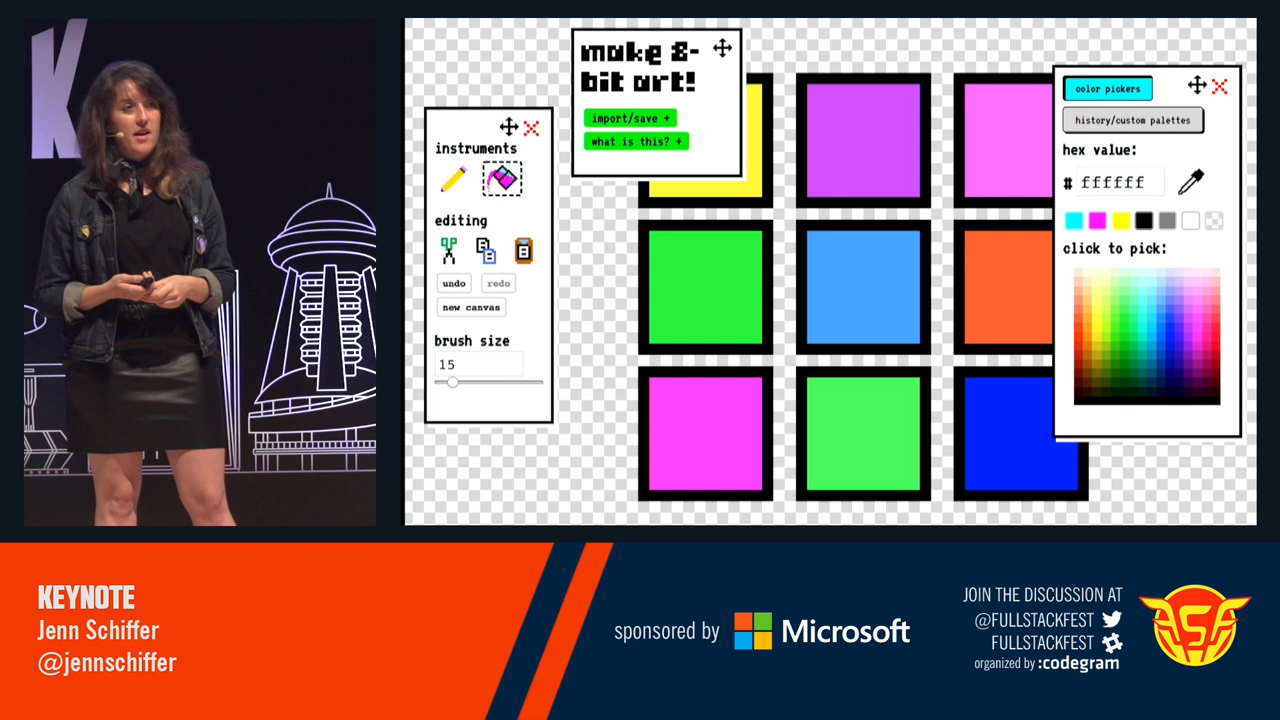 K
make 8-
bit art!
import/save +
what is this? +
instruments
editing
undo redo
new canvas
brush size
15
color pickers
history/custom palettes
hex value:
# ffffff
click to pick:
KEYNOTE
Jenn Schiffer
@jennschiffer
sponsored by Microsoft
JOIN THE DISCUSSION AT
@FULLSTACKFEST
FULLSTACKFEST
organized by :codegram
FSF